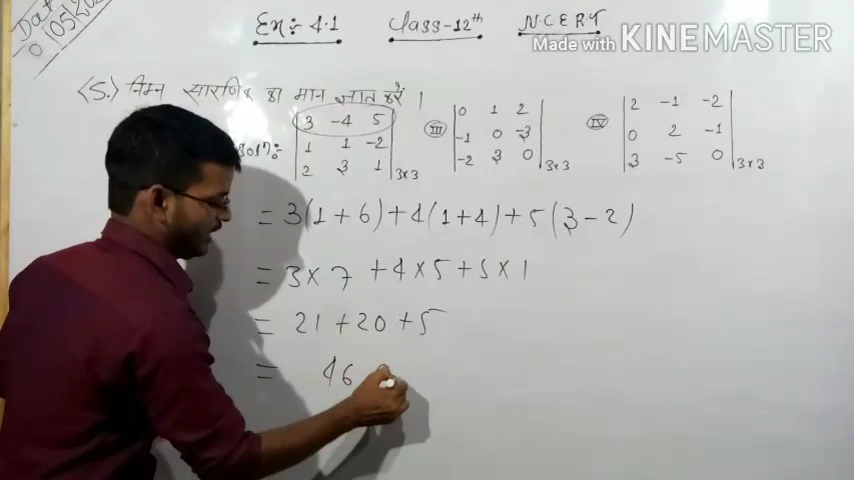 Ex:- 4.1 Class-12th N.C.E.R.T
Made with KINEMASTER
<5.> निम्न सारणिक का मान ज्ञात करें ।
| 3 -4 5 | (iii) | 0 1 2 | (iv) | 2 -1 -2 |
| 1 1 -2 | | -1 0 -3 | | 0 2 -1 |
| 2 3 1 | 3×3 | -2 3 0 | 3×3 | 3 -5 0 | 3×3
= 3(1+6)+4(1+4)+5(3-2)
= 3×7 +4×5+5×1
= 21 +20 +5
= 46